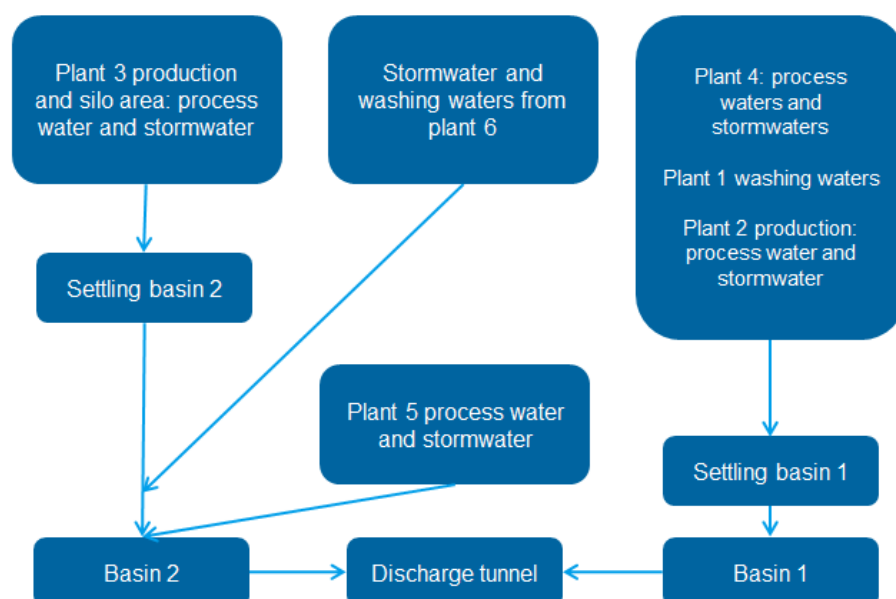 Plant 3 production
and silo area: process
water and stormwater
Stormwater and
washing waters from
plant 6
Plant 4: process
waters and
stormwaters
Plant 1 washing waters
Plant 2 production:
process water and
stormwater
Settling basin 2
Plant 5 process water
and stormwater
Settling basin 1
Basin 2
Discharge tunnel
Basin 1